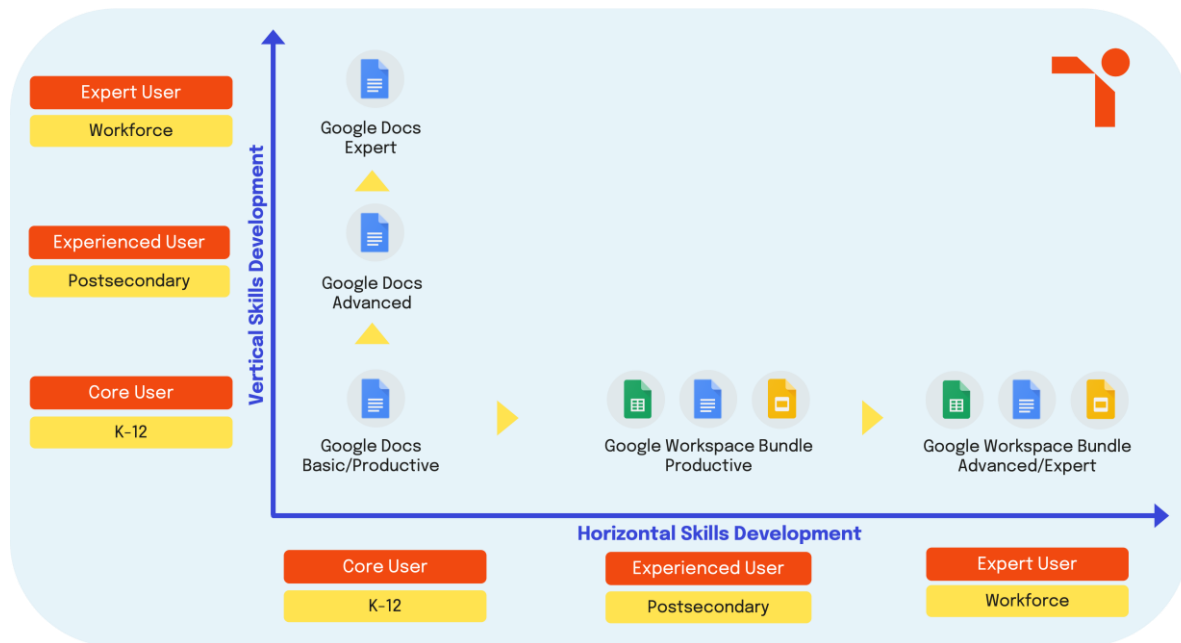 Expert User
Workforce
Experienced User
Postsecondary
Core User
K-12
Vertical Skills Development
Google Docs
Expert
Google Docs
Advanced
Google Docs
Basic/Productive
Google Workspace Bundle
Productive
Google Workspace Bundle
Advanced/Expert
Horizontal Skills Development
Core User
K-12
Experienced User
Postsecondary
Expert User
Workforce